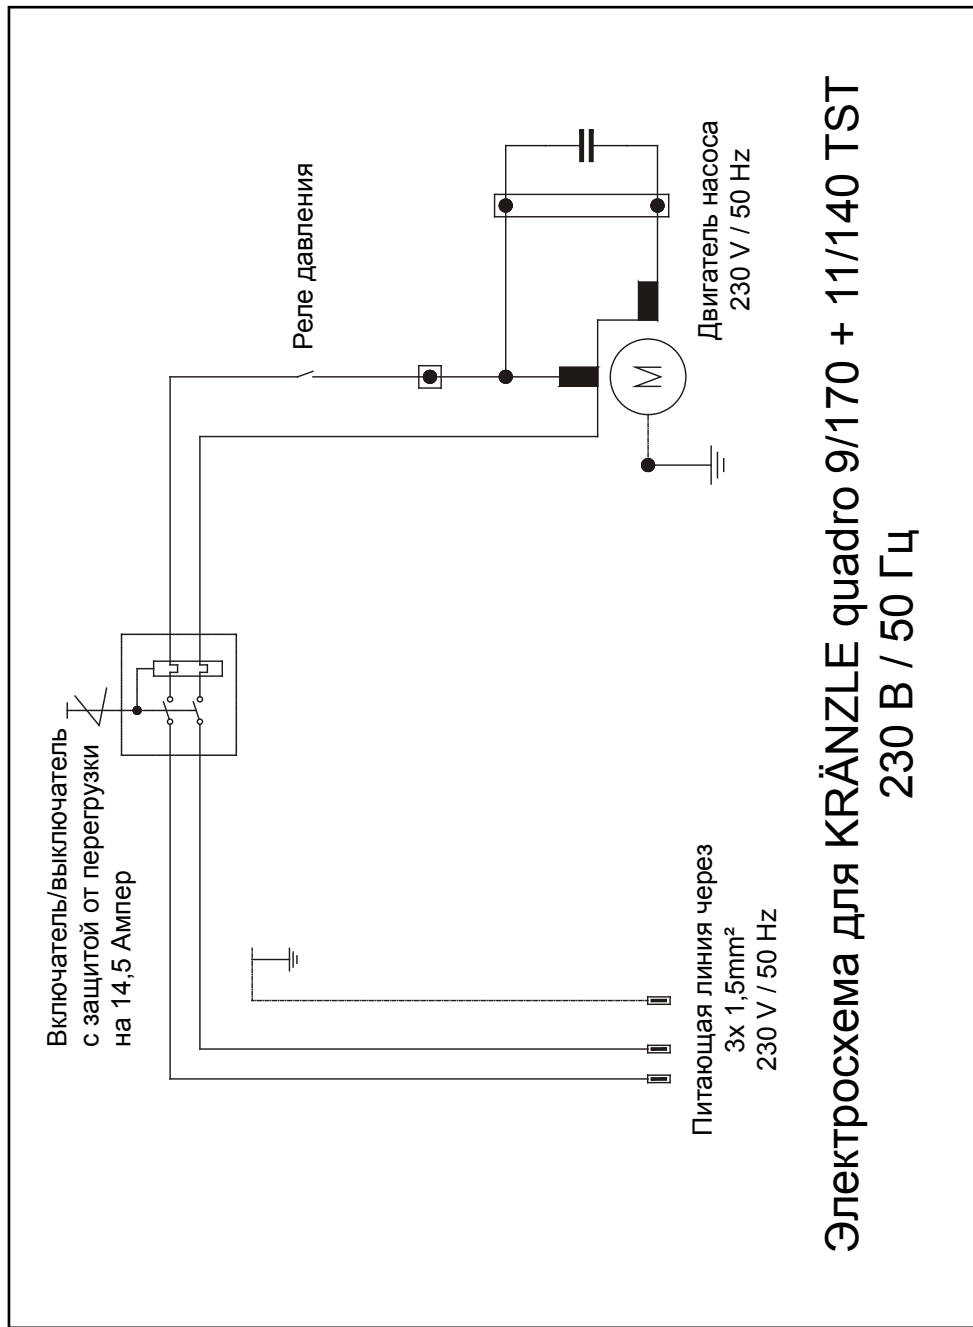 Включатель/выключатель
с защитой от перегрузки
на 14,5 Ампер
Реле давления
Двигатель насоса
230 V / 50 Hz
M
Питающая линия через
3x 1,5mm²
230 V / 50 Hz
Электросхема для KRÄNZLE quadro 9/170 + 11/140 TST
230 В / 50 Гц